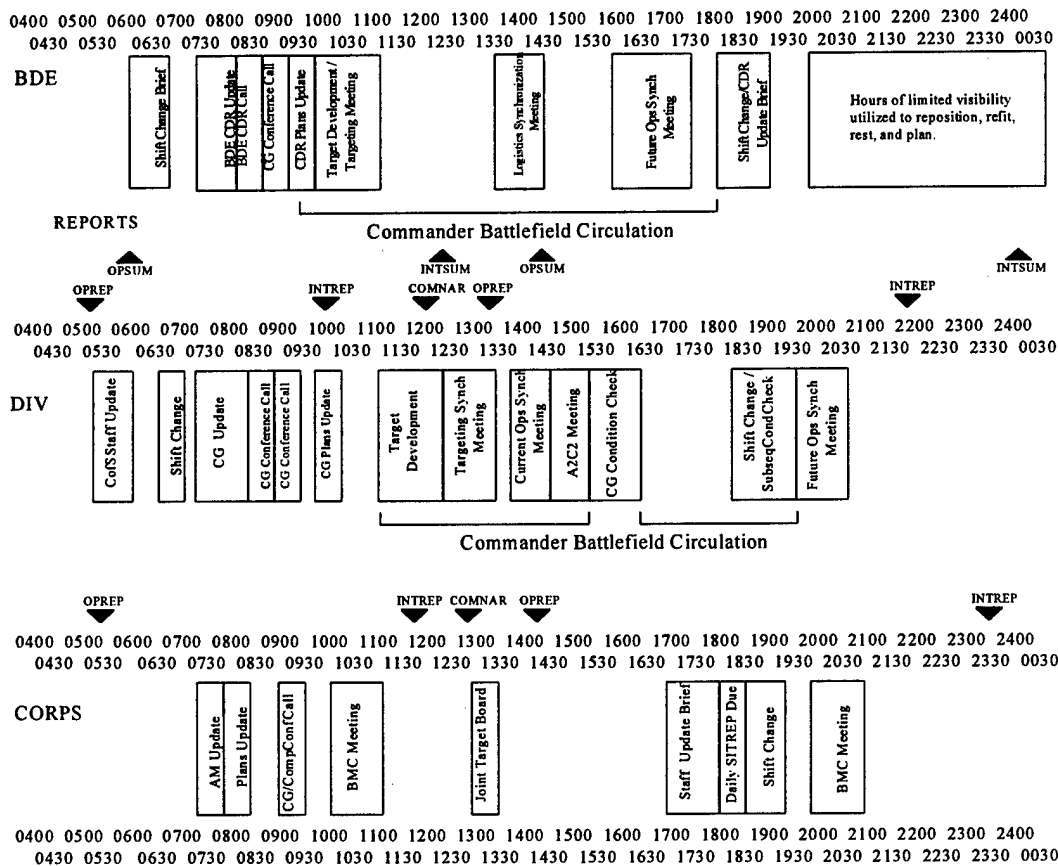 0400 0500 0600 0700 0800 0900 1000 1100 1200 1300 1400 1500 1600 1700 1800 1900 2000 2100 2200 2300 2400
0430 0530 0630 0730 0830 0930 1030 1130 1230 1330 1430 1530 1630 1730 1830 1930 2030 2130 2230 2330 0030
BDE
Shift Change Brief
BDE CDR Update
BDE CDR Call
CG Conference Call
CDR Plans Update
Target Development /
Targeting Meeting
Logistics Synchronization
Meeting
Future Ops Synch
Meeting
Shift Change/CDR
Update Brief
Hours of limited visibility
utilized to reposition, refit,
rest, and plan.
REPORTS
Commander Battlefield Circulation
OPSUM INTSUM OPSUM INTSUM
OPREP INTREP COMNAR OPREP INTREP
0400 0500 0600 0700 0800 0900 1000 1100 1200 1300 1400 1500 1600 1700 1800 1900 2000 2100 2200 2300 2400
0430 0530 0630 0730 0830 0930 1030 1130 1230 1330 1430 1530 1630 1730 1830 1930 2030 2130 2230 2330 0030
DIV
CofS Staff Update
Shift Change
CG Update
CG Conference Call
CG Conference Call
CG Plans Update
Target
Development
Targeting Synch
Meeting
Current Ops Synch
Meeting
A2C2 Meeting
CG Condition Check
Shift Change /
SubseqCondCheck
Future Ops Synch
Meeting
Commander Battlefield Circulation
OPREP INTREP COMNAR OPREP INTREP
0400 0500 0600 0700 0800 0900 1000 1100 1200 1300 1400 1500 1600 1700 1800 1900 2000 2100 2200 2300 2400
0430 0530 0630 0730 0830 0930 1030 1130 1230 1330 1430 1530 1630 1730 1830 1930 2030 2130 2230 2330 0030
CORPS
AM Update
Plans Update
CG/CompConfCall
BMC Meeting
Joint Target Board
Staff Update Brief
Daily SITREP Due
Shift Change
BMC Meeting
0400 0500 0600 0700 0800 0900 1000 1100 1200 1300 1400 1500 1600 1700 1800 1900 2000 2100 2200 2300 2400
0430 0530 0630 0730 0830 0930 1030 1130 1230 1330 1430 1530 1630 1730 1830 1930 2030 2130 2230 2330 0030